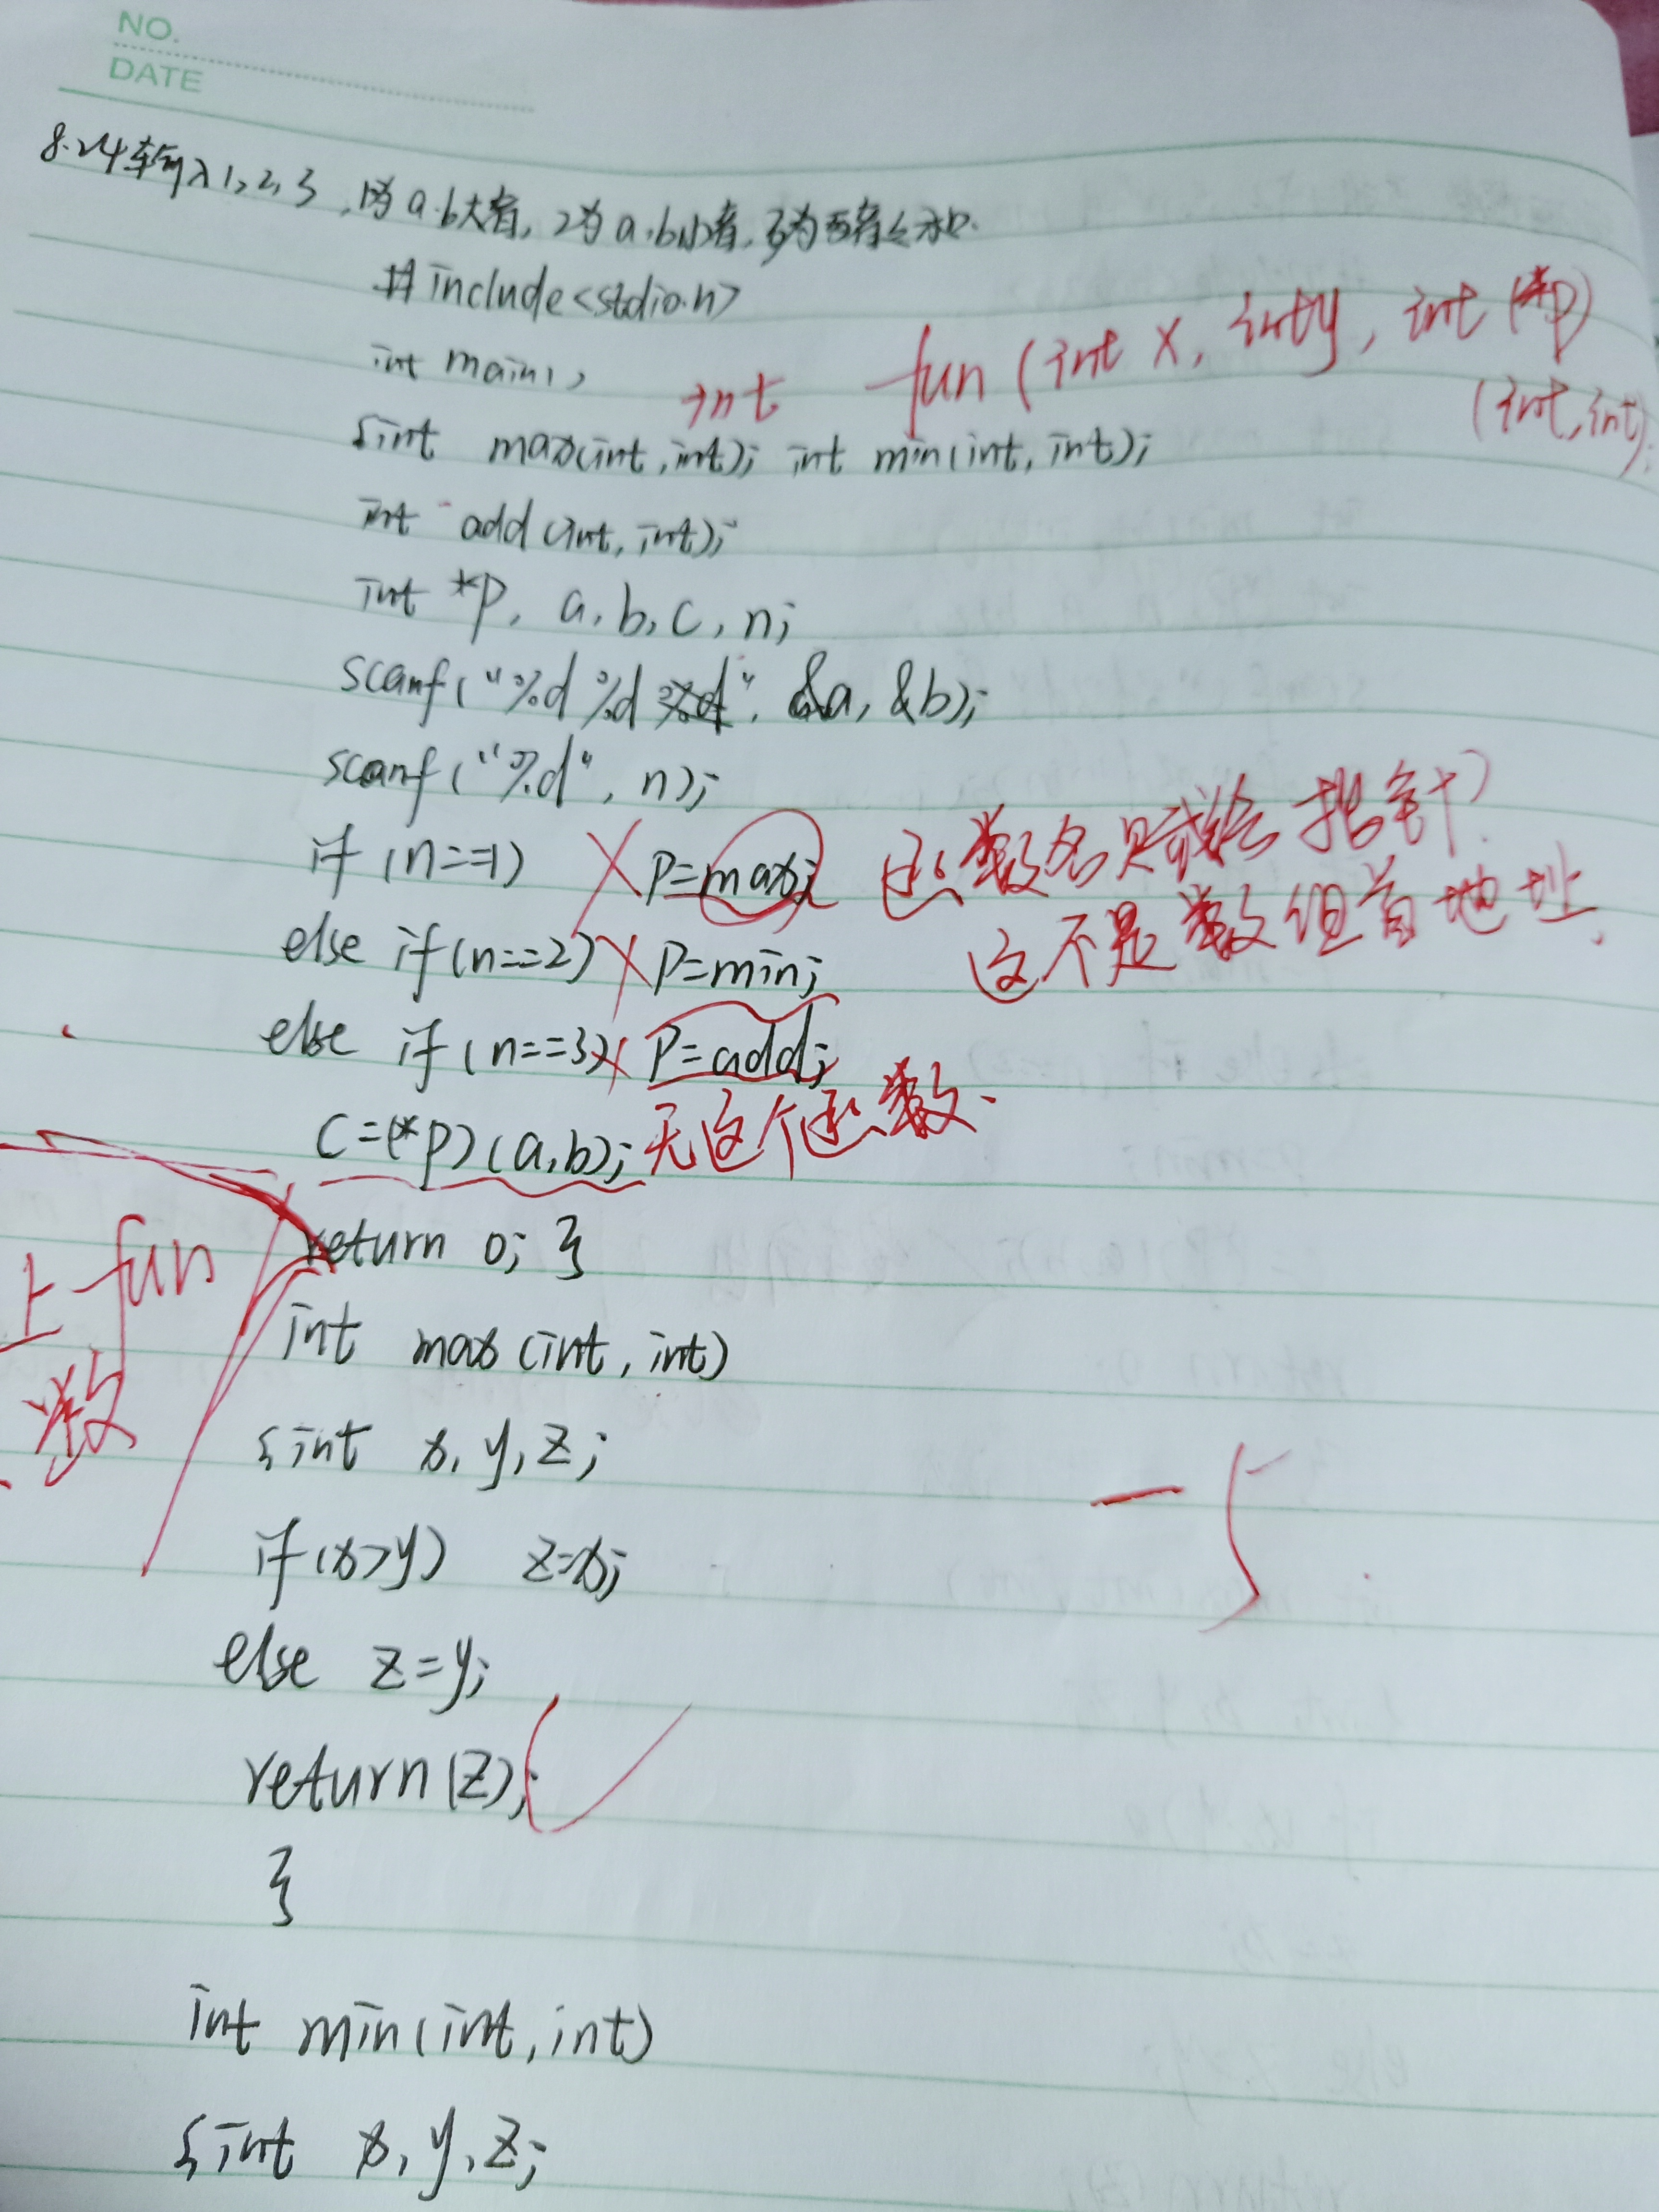 NO.
DATE
8.24 输入1,2,3,1为a.b大者,2为a,b小者,3为两者之和.
#include<stdio.h>
int main()
int fun(int x, int y, int (*p)
(int,int);
{int max(int,int); int min(int, int);
int add(int, int);
int *p, a, b, c, n;
scanf("%d %d %d", &a, &b);
scanf("%d", n);
if (n==1) p=max; 函数名赋给指针?
这不是数组首地址.
else if(n==2) p=min;
else if(n==3) p=add;
c=(*p)(a,b); 无这个函数.
return 0; }
上fun
数
int max(int, int)
{int x, y, z;
-5
if(x>y) z=x;
else z=y;
return(z);
}
int min(int, int)
{int x, y, z;